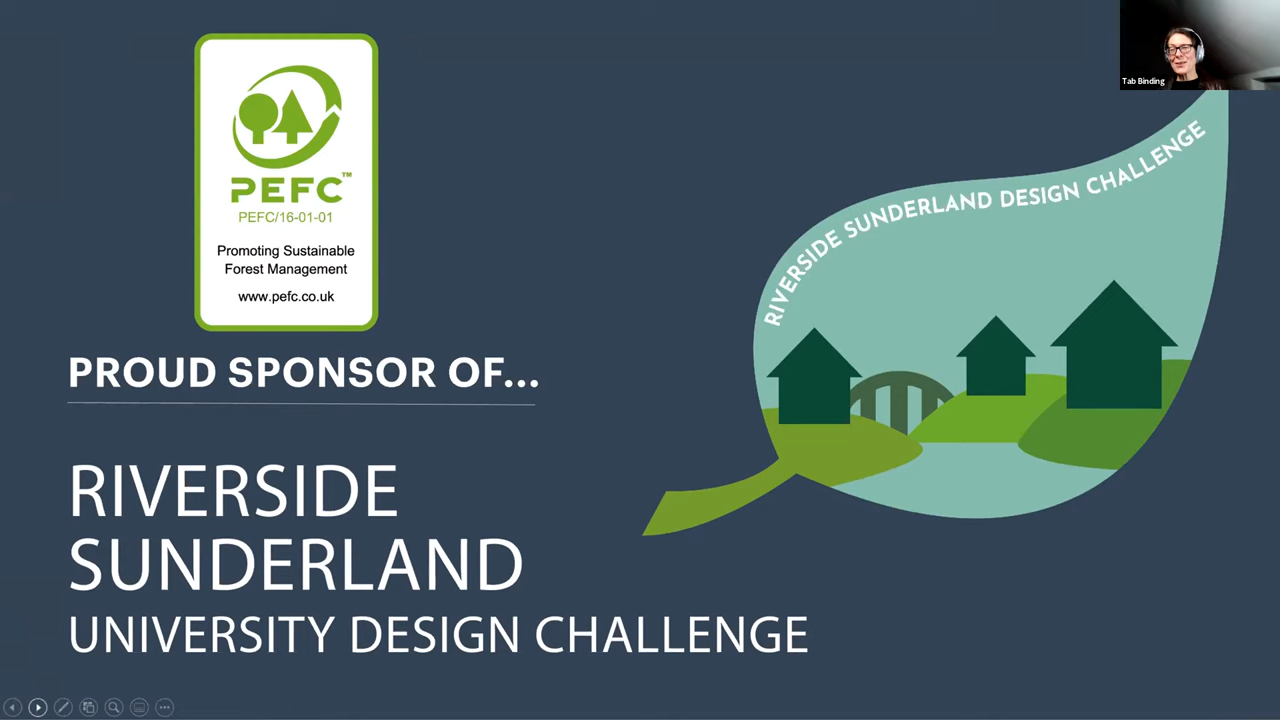 PEFC™
PEFC/16-01-01
Promoting Sustainable
Forest Management
www.pefc.co.uk
PROUD SPONSOR OF...
RIVERSIDE
SUNDERLAND
UNIVERSITY DESIGN CHALLENGE
RIVERSIDE SUNDERLAND DESIGN CHALLENGE
Tab Binding